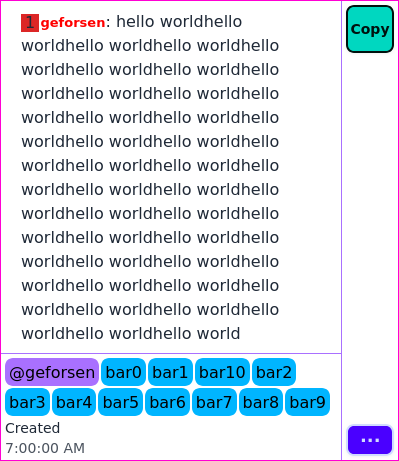 1 geforsen: hello worldhello
worldhello worldhello worldhello
worldhello worldhello worldhello
worldhello worldhello worldhello
worldhello worldhello worldhello
worldhello worldhello worldhello
worldhello worldhello worldhello
worldhello worldhello worldhello
worldhello worldhello worldhello
worldhello worldhello worldhello
worldhello worldhello worldhello
worldhello worldhello worldhello
worldhello worldhello worldhello
worldhello worldhello world
Copy
@geforsen bar0 bar1 bar10 bar2
bar3 bar4 bar5 bar6 bar7 bar8 bar9
Created
7:00:00 AM
...